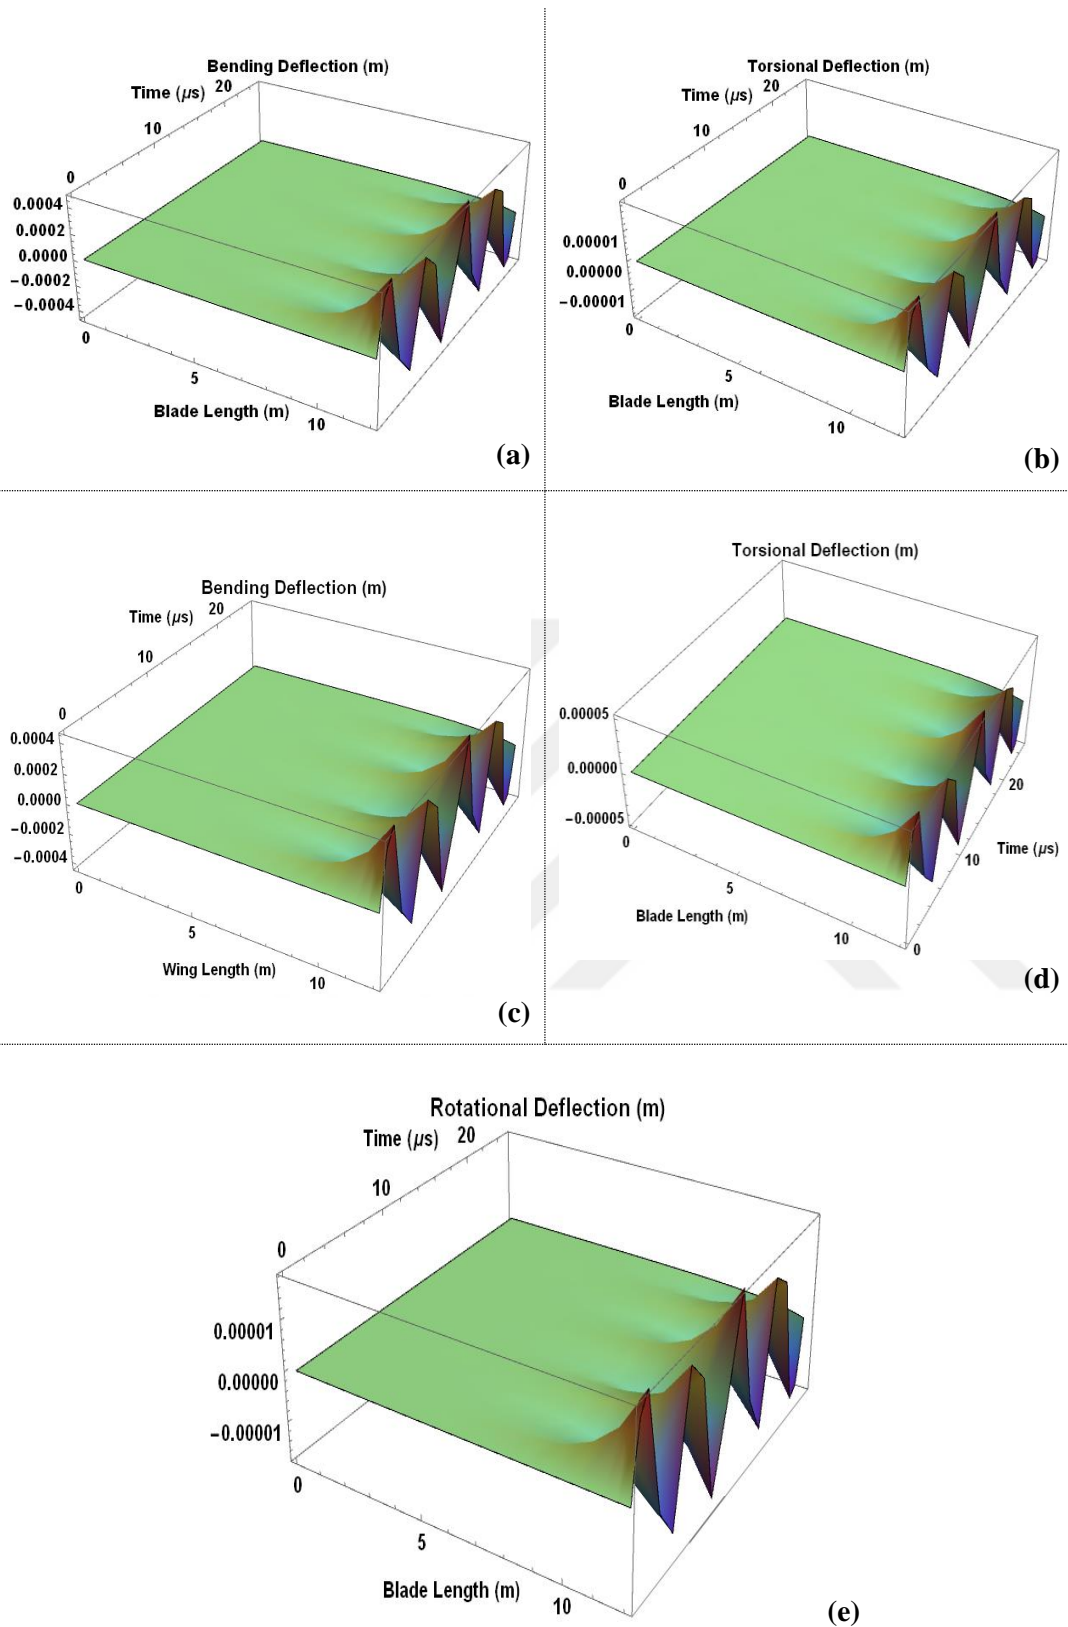 Bending Deflection (m)
Time (µs) 20
10
0
0.0004
0.0002
0.0000
−0.0002
−0.0004
0
5
Blade Length (m) 10
(a)
Torsional Deflection (m)
Time (µs) 20
10
0
0.00001
0.00000
−0.00001
0
5
Blade Length (m)
10
(b)
Bending Deflection (m)
Time (µs) 20
10
0
0.0004
0.0002
0.0000
−0.0002
−0.0004
0
5
Wing Length (m) 10
(c)
Torsional Deflection (m)
0.00005
0.00000
−0.00005
0
20
10 Time (µs)
5
Blade Length (m)
10 0
(d)
Rotational Deflection (m)
Time (µs) 20
10
0
0.00001
0.00000
−0.00001
0
5
Blade Length (m) 10
(e)